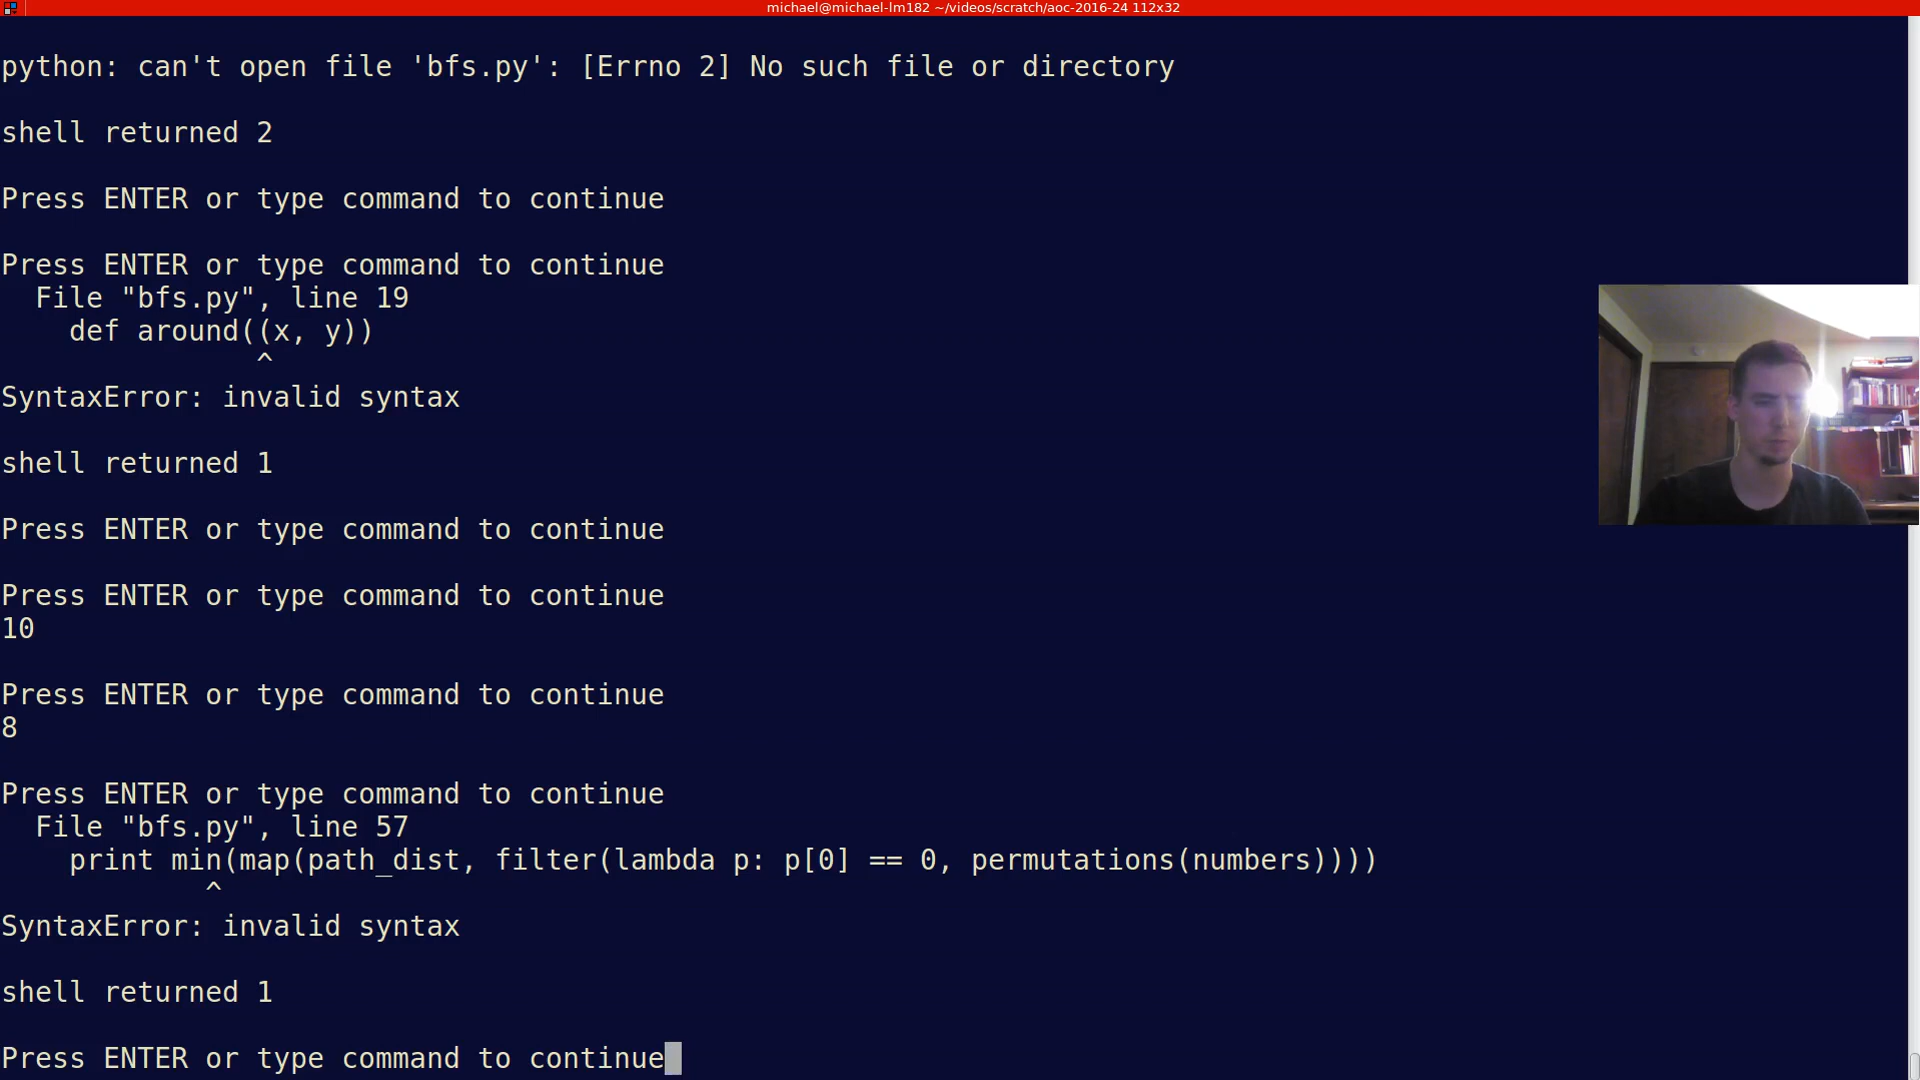 michael@michael-lm182 ~/videos/scratch/aoc-2016-24 112x32
python: can't open file 'bfs.py': [Errno 2] No such file or directory
shell returned 2
Press ENTER or type command to continue
Press ENTER or type command to continue
File "bfs.py", line 19
def around((x, y))
^
SyntaxError: invalid syntax
shell returned 1
Press ENTER or type command to continue
Press ENTER or type command to continue
10
Press ENTER or type command to continue
8
Press ENTER or type command to continue
File "bfs.py", line 57
print min(map(path_dist, filter(lambda p: p[0] == 0, permutations(numbers))))
^
SyntaxError: invalid syntax
shell returned 1
Press ENTER or type command to continue